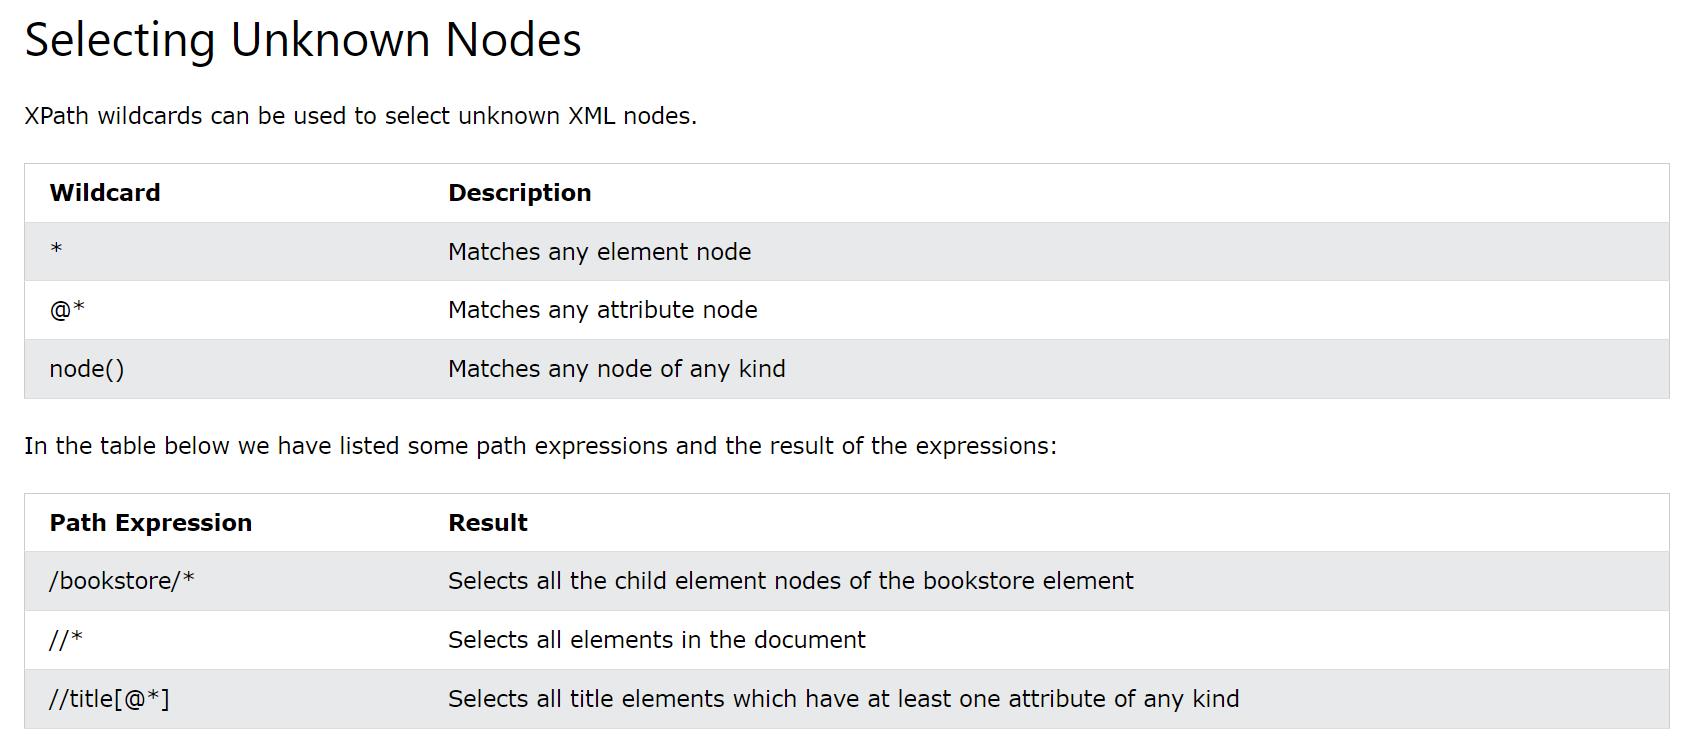 Selecting Unknown Nodes
XPath wildcards can be used to select unknown XML nodes.
Wildcard Description
* Matches any element node
@* Matches any attribute node
node() Matches any node of any kind
In the table below we have listed some path expressions and the result of the expressions:
Path Expression Result
/bookstore/* Selects all the child element nodes of the bookstore element
//* Selects all elements in the document
//title[@*] Selects all title elements which have at least one attribute of any kind